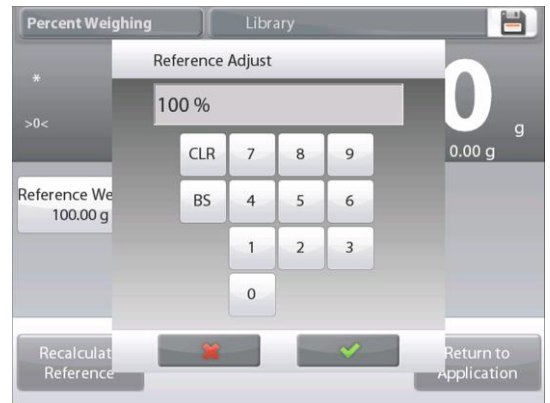 Percent Weighing
Library
Reference Adjust
*
100 %
0
>0<
g
0.00 g
CLR 7 8 9
Reference We
100.00 g
BS 4 5 6
1 2 3
0
Recalculat
Reference
Return to
Application